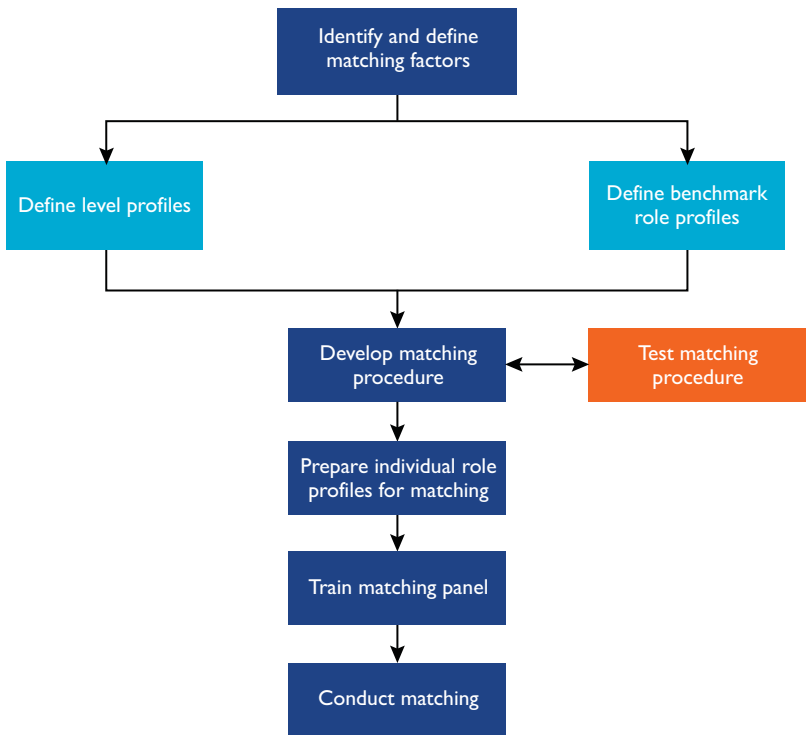 Identify and define
matching factors
Define level profiles
Define benchmark
role profiles
Develop matching
procedure
Test matching
procedure
Prepare individual role
profiles for matching
Train matching panel
Conduct matching